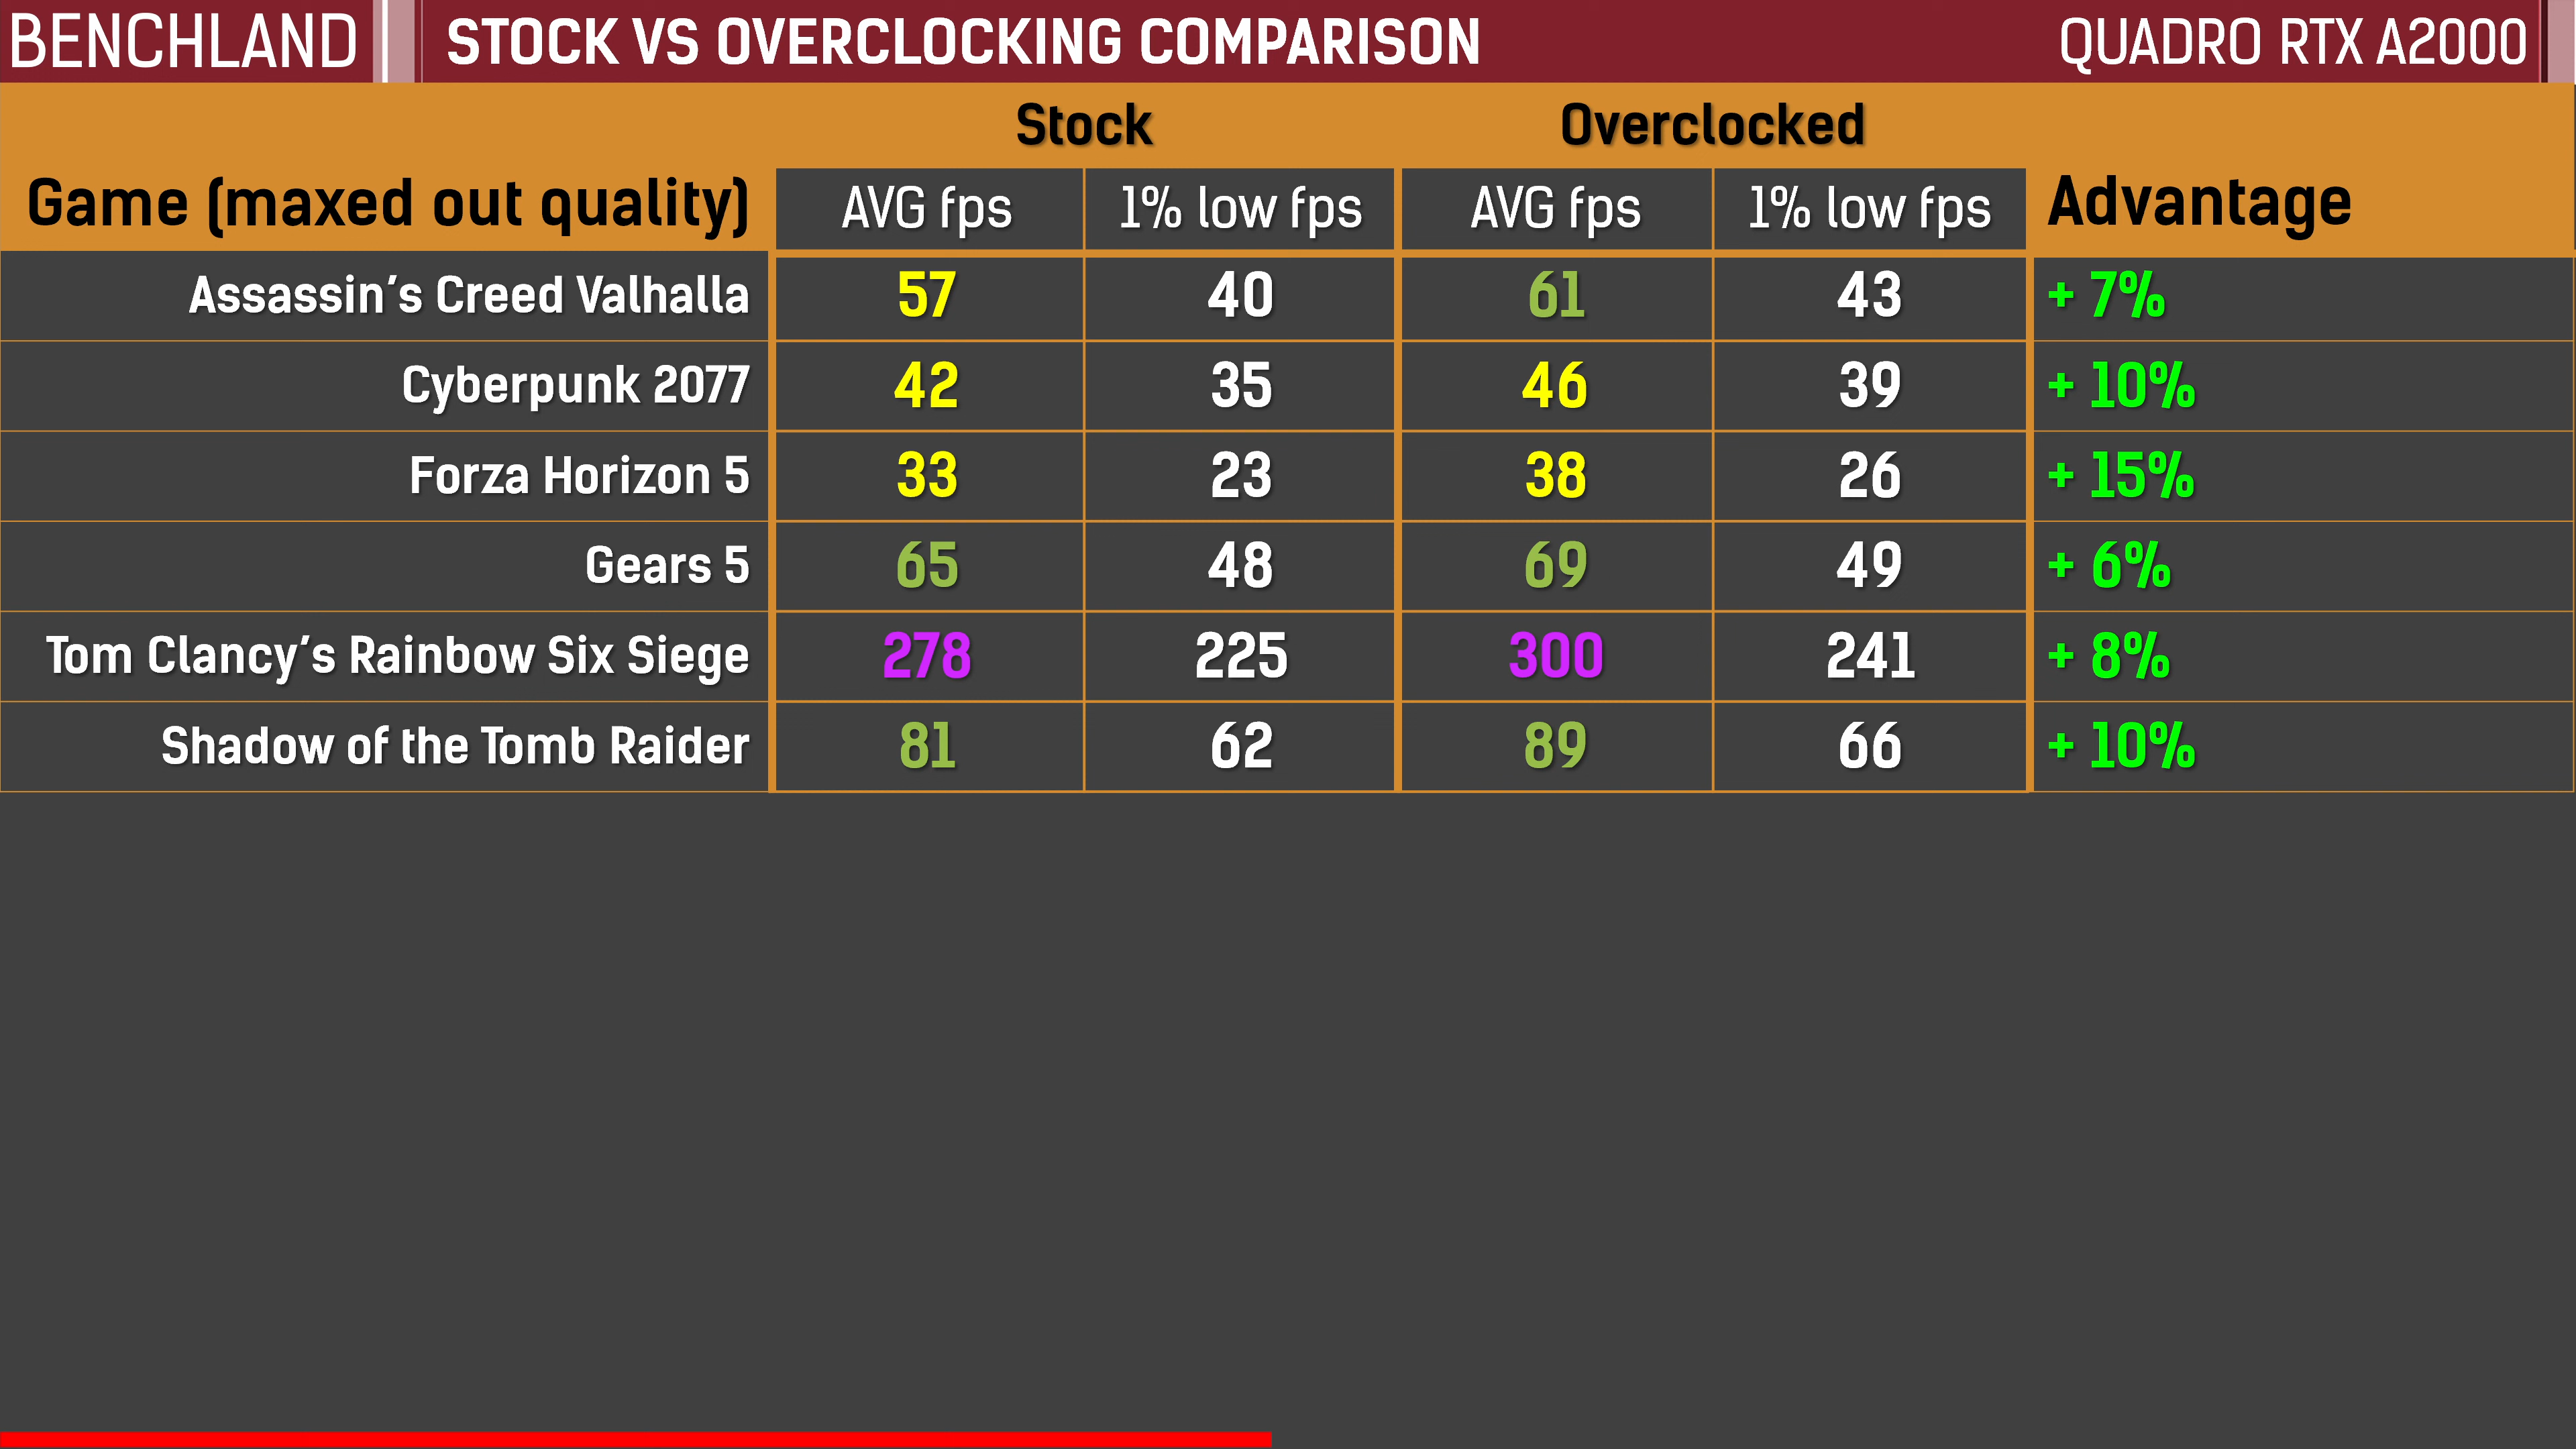 BENCHLAND STOCK VS OVERCLOCKING COMPARISON QUADRO RTX A2000
Stock Overclocked
Game (maxed out quality) AVG fps 1% low fps AVG fps 1% low fps Advantage
Assassin’s Creed Valhalla 57 40 61 43 + 7%
Cyberpunk 2077 42 35 46 39 + 10%
Forza Horizon 5 33 23 38 26 + 15%
Gears 5 65 48 69 49 + 6%
Tom Clancy’s Rainbow Six Siege 278 225 300 241 + 8%
Shadow of the Tomb Raider 81 62 89 66 + 10%